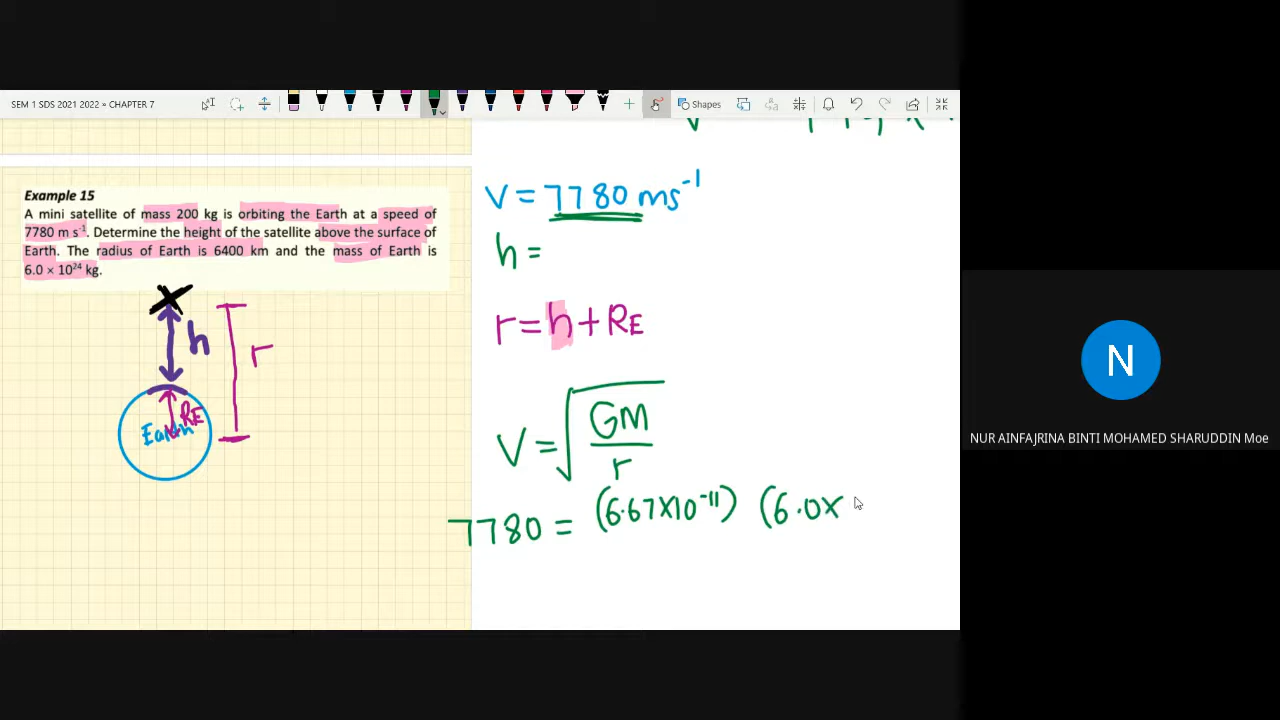 SEM 1 SDS 2021 2022 » CHAPTER 7
Shapes
Example 15
A mini satellite of mass 200 kg is orbiting the Earth at a speed of
7780 m s⁻¹. Determine the height of the satellite above the surface of
Earth. The radius of Earth is 6400 km and the mass of Earth is
6.0 × 10²⁴ kg.
h
r
RE
Earth
V = 7780 ms⁻¹
h =
r = h + RE
V = √GM/r
7780 = (6.67×10⁻¹¹) (6.0×
N
NUR AINFAJRINA BINTI MOHAMED SHARUDDIN Moe